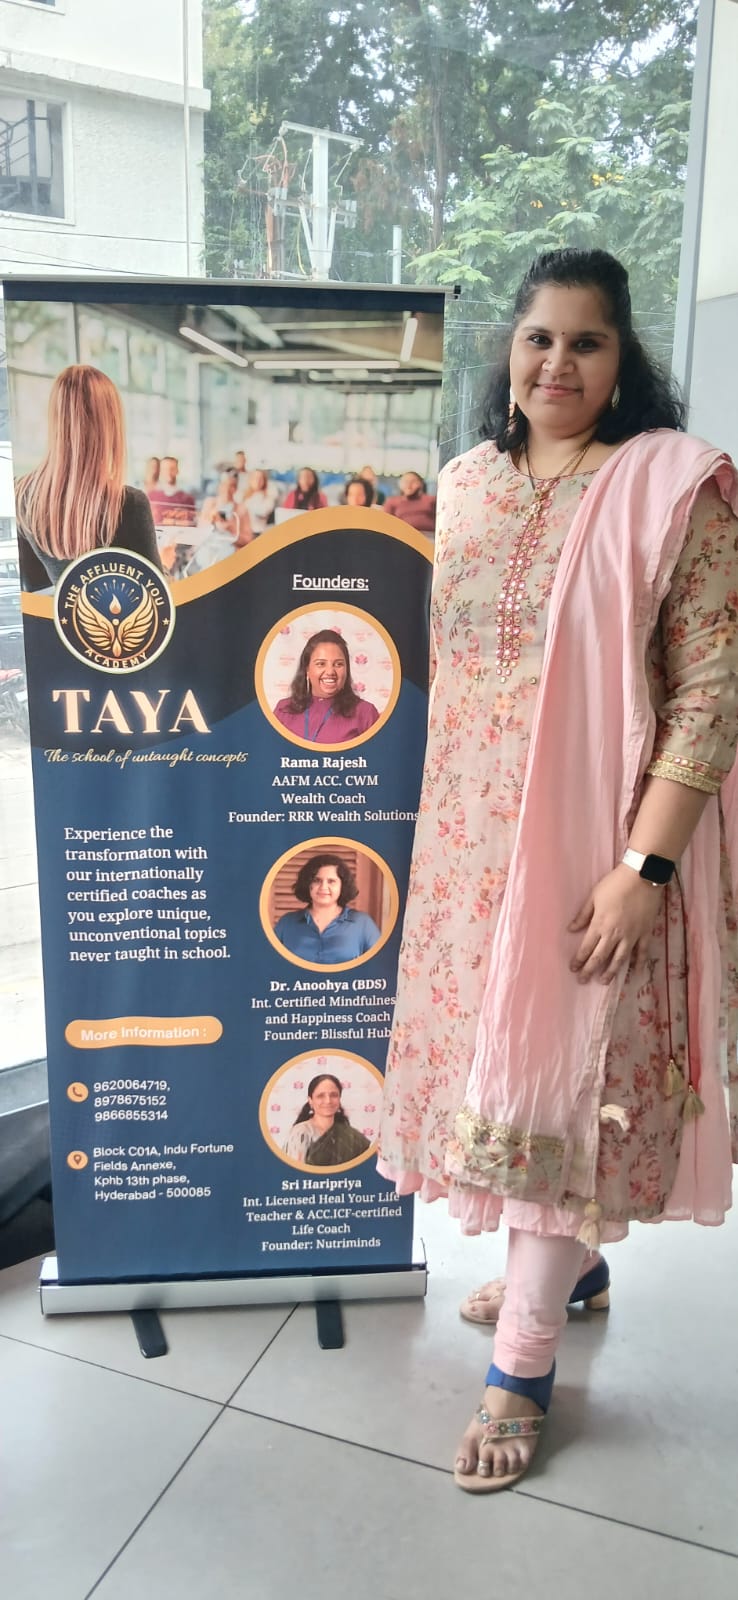 Founders:
THE AFFLUENT YOU
ACADEMY
TAYA
The school of untaught concepts
Rama Rajesh
AAFM ACC. CWM
Wealth Coach
Founder: RRR Wealth Solutions
Experience the
transformaton with
our internationally
certified coaches as
you explore unique,
unconventional topics
never taught in school.
Dr. Anoohya (BDS)
Int. Certified Mindfulnes
and Happiness Coach
Founder: Blissful Hub
More information :
9620064719,
8978675152
9866855314
Block C01A, Indu Fortune
Fields Annexe,
Kphb 13th phase,
Hyderabad - 500085
Sri Haripriya
Int. Licensed Heal Your Life
Teacher & ACC.ICF-certified
Life Coach
Founder: Nutriminds